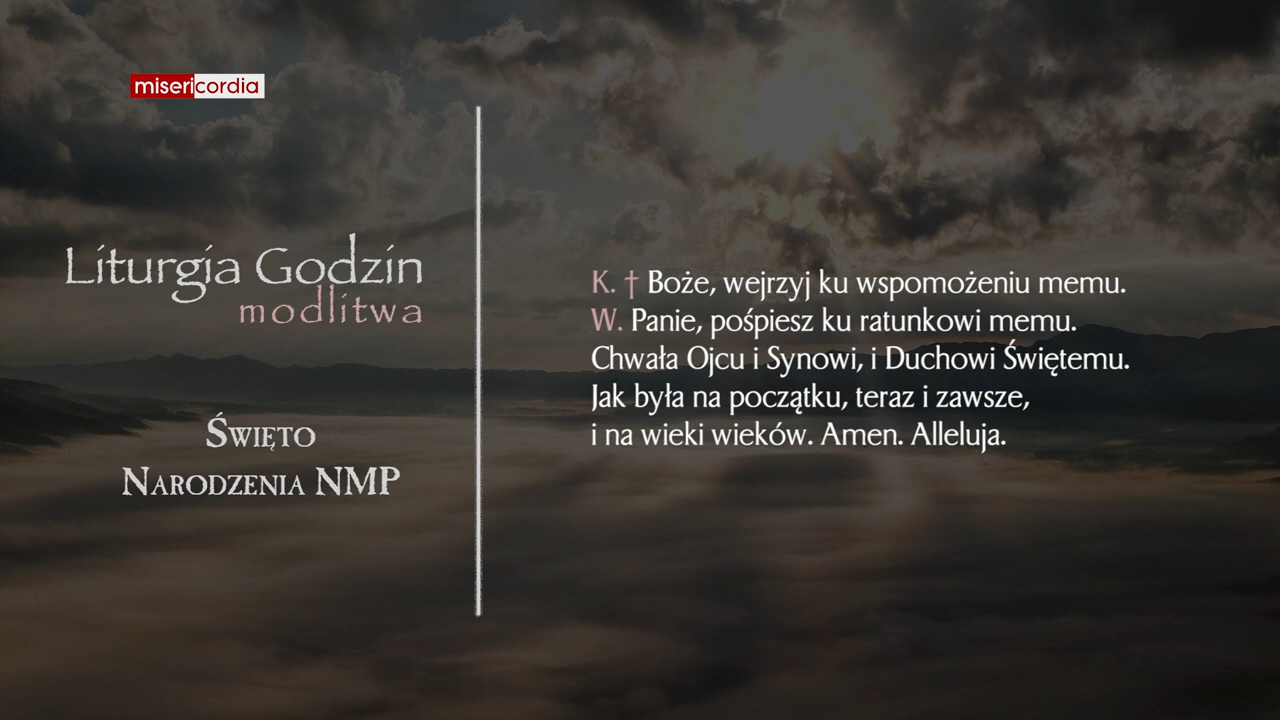 misericordia
Liturgia Godzin
modlitwa
Święto
Narodzenia NMP
K. † Boże, wejrzyj ku wspomożeniu memu.
W. Panie, pośpiesz ku ratunkowi memu.
Chwała Ojcu i Synowi, i Duchowi Świętemu.
Jak była na początku, teraz i zawsze,
i na wieki wieków. Amen. Alleluja.